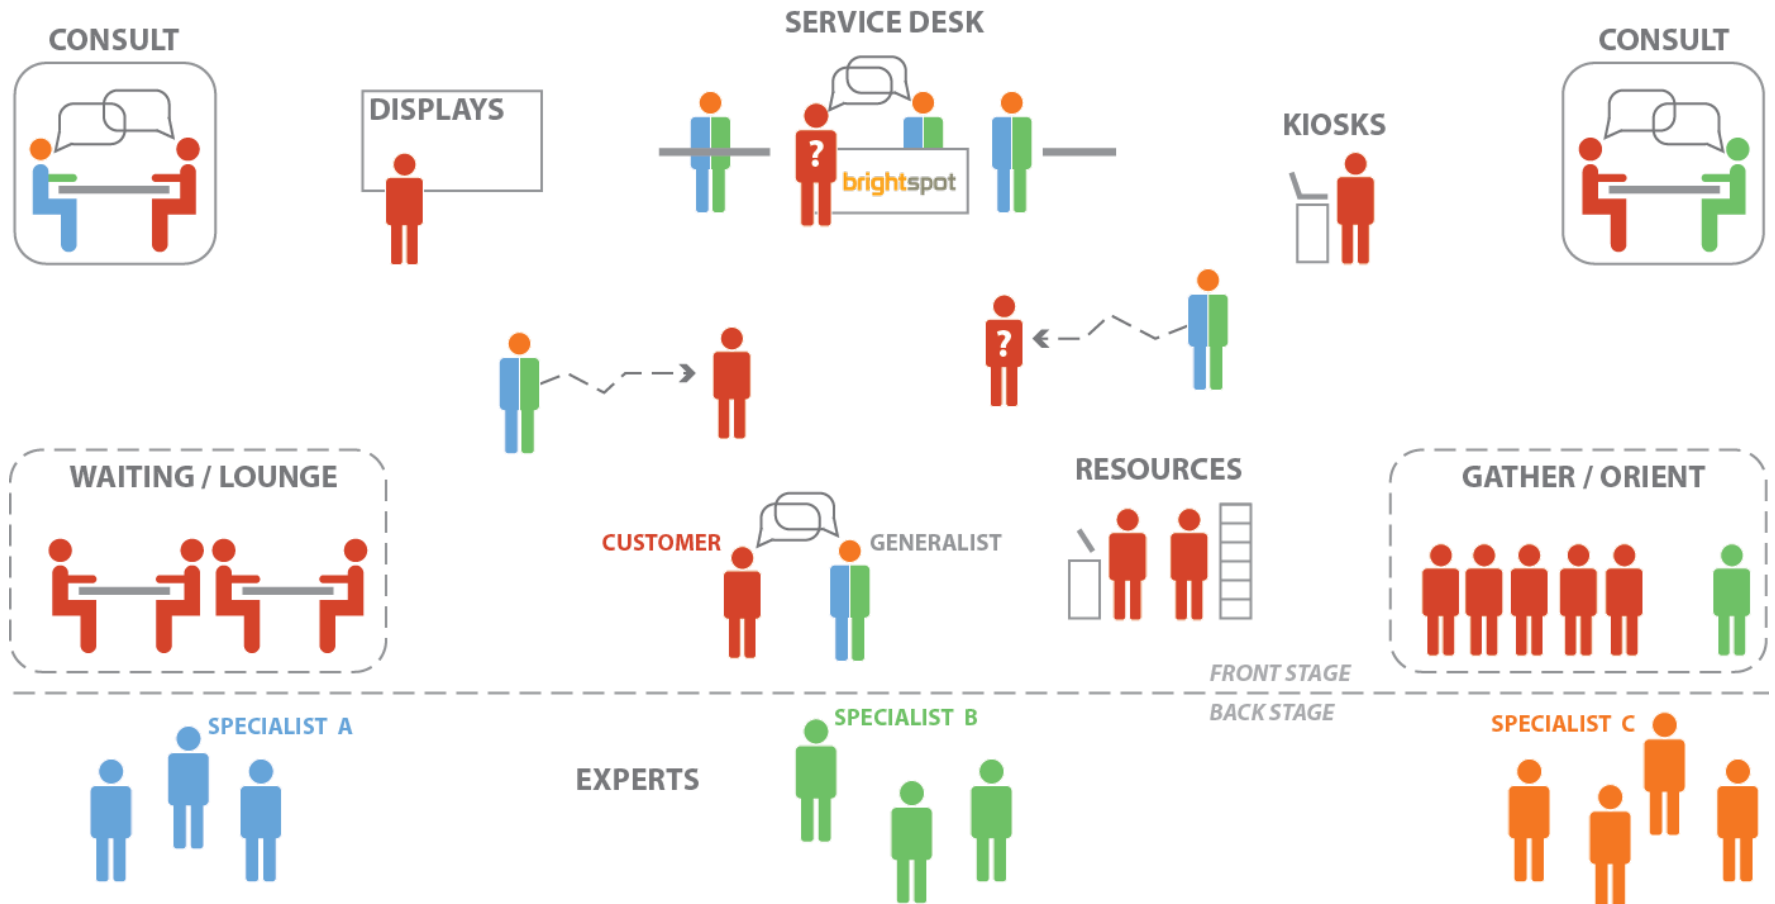 SERVICE DESK
CONSULT
CONSULT
DISPLAYS
KIOSKS
?
brightspot
?
WAITING / LOUNGE
RESOURCES
GATHER / ORIENT
CUSTOMER
GENERALIST
FRONT STAGE
BACK STAGE
SPECIALIST A
SPECIALIST B
SPECIALIST C
EXPERTS